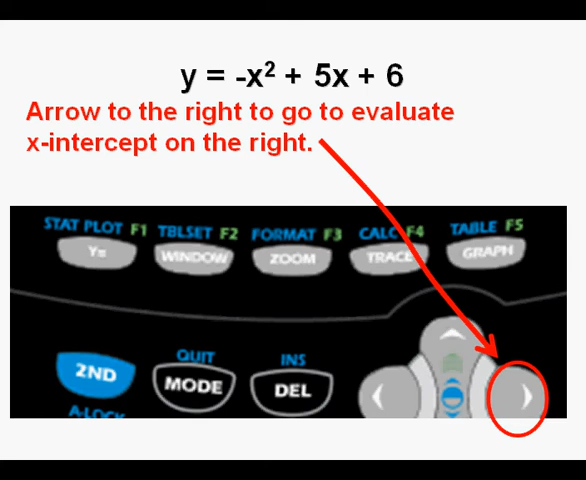 y = -x² + 5x + 6
Arrow to the right to go to evaluate
x-intercept on the right.
STAT PLOT F1 TBLSET F2 FORMAT F3 CALC F4 TABLE F5
Y= WINDOW ZOOM TRACE GRAPH
QUIT INS
2ND MODE DEL
A-LOCK